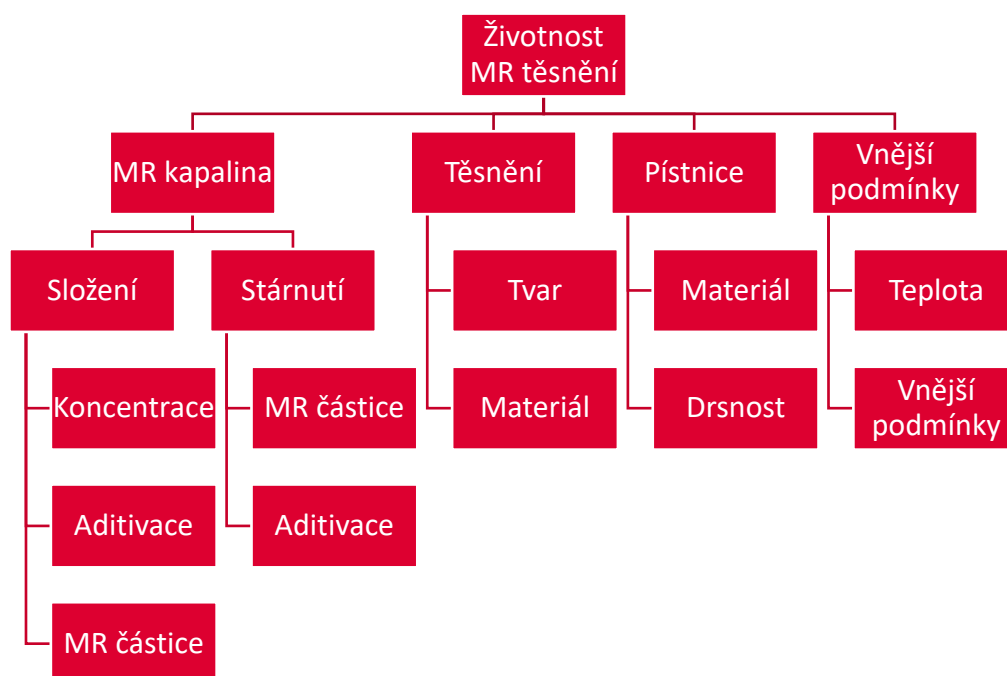 Životnost
MR těsnění
MR kapalina
Těsnění
Pístnice
Vnější
podmínky
Složení
Stárnutí
Tvar
Materiál
Teplota
Koncentrace
MR částice
Materiál
Drsnost
Vnější
podmínky
Aditivace
Aditivace
MR částice